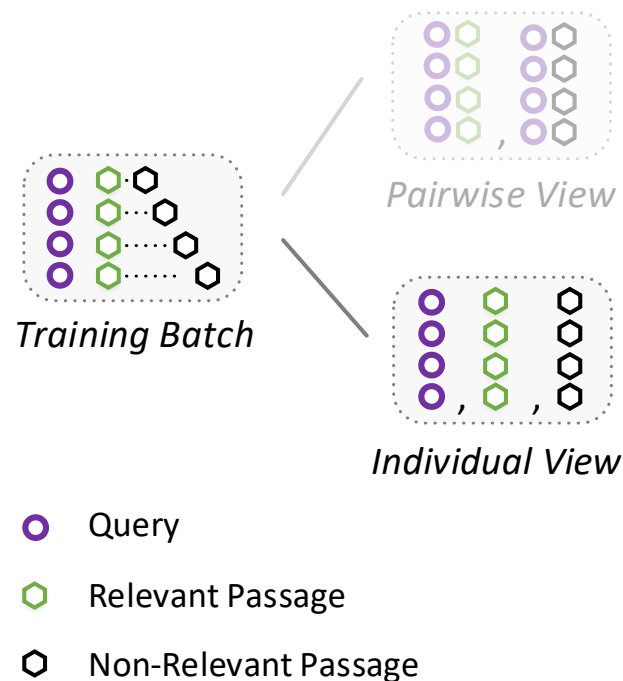 Pairwise View
Training Batch
Individual View
Query
Relevant Passage
Non-Relevant Passage